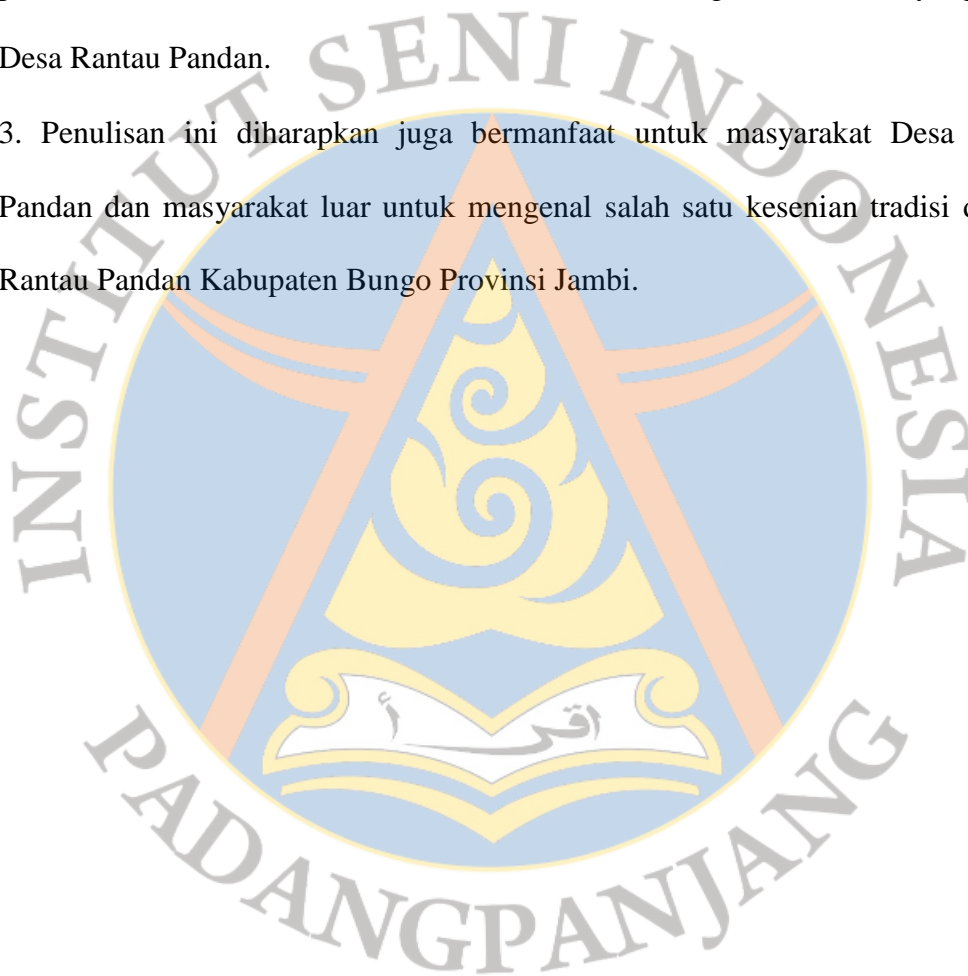 Desa Rantau Pandan.
3. Penulisan ini diharapkan juga bermanfaat untuk masyarakat Desa
Pandan dan masyarakat luar untuk mengenal salah satu kesenian tradisi
Rantau Pandan Kabupaten Bungo Provinsi Jambi.
INSTITUT SENI INDONESIA
اقرأ
PADANGPANJANG